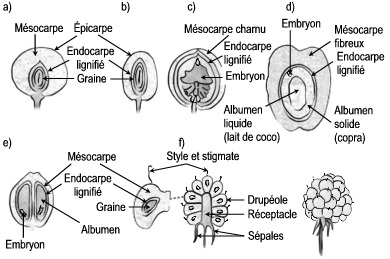 a)
Mésocarpe
Épicarpe
Endocarpe
lignifié
Graine
b)
c)
Mésocarpe charnu
Endocarpe
lignifié
Embryon
d)
Embryon
Mésocarpe
fibreux
Endocarpe
lignifié
Albumen
liquide
(lait de coco)
Albumen
solide
(copra)
e)
Mésocarpe
Endocarpe
lignifié
Graine
Embryon
Albumen
f)
Style et stigmate
Drupéole
Réceptacle
Sépales